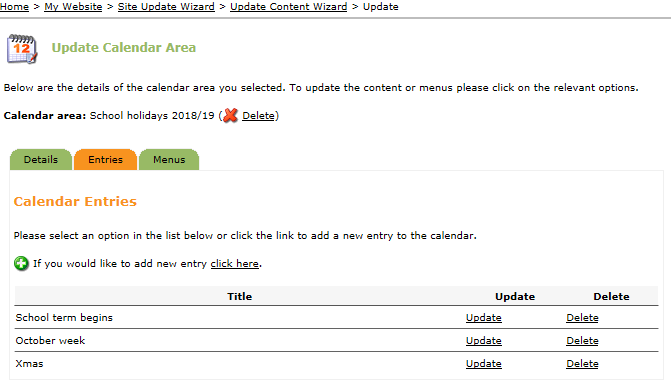 Home > My Website > Site Update Wizard > Update Content Wizard > Update
12
Update Calendar Area
Below are the details of the calendar area you selected. To update the content or menus please click on the relevant options.
Calendar area: School holidays 2018/19 ( Delete)
Details Entries Menus
Calendar Entries
Please select an option in the list below or click the link to add a new entry to the calendar.
If you would like to add new entry click here.
Title Update Delete
School term begins Update Delete
October week Update Delete
Xmas Update Delete